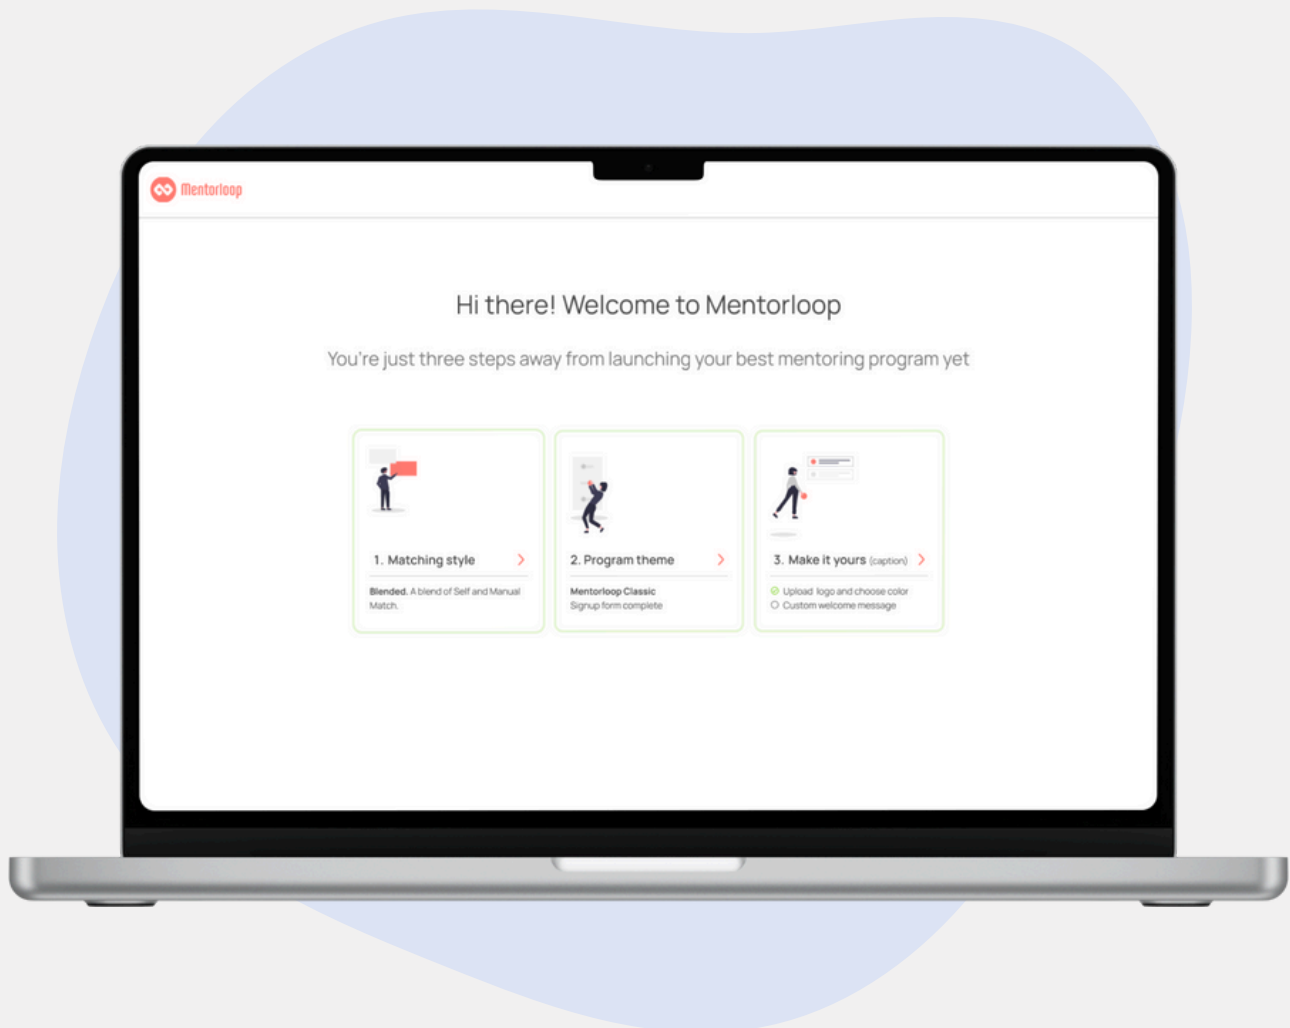 Mentorloop
Hi there! Welcome to Mentorloop
You're just three steps away from launching your best mentoring program yet
1. Matching style
Blended. A blend of Self and Manual
Match.
2. Program theme
Mentorloop Classic
Signup form complete
3. Make it yours (caption)
Upload logo and choose color
Custom welcome message